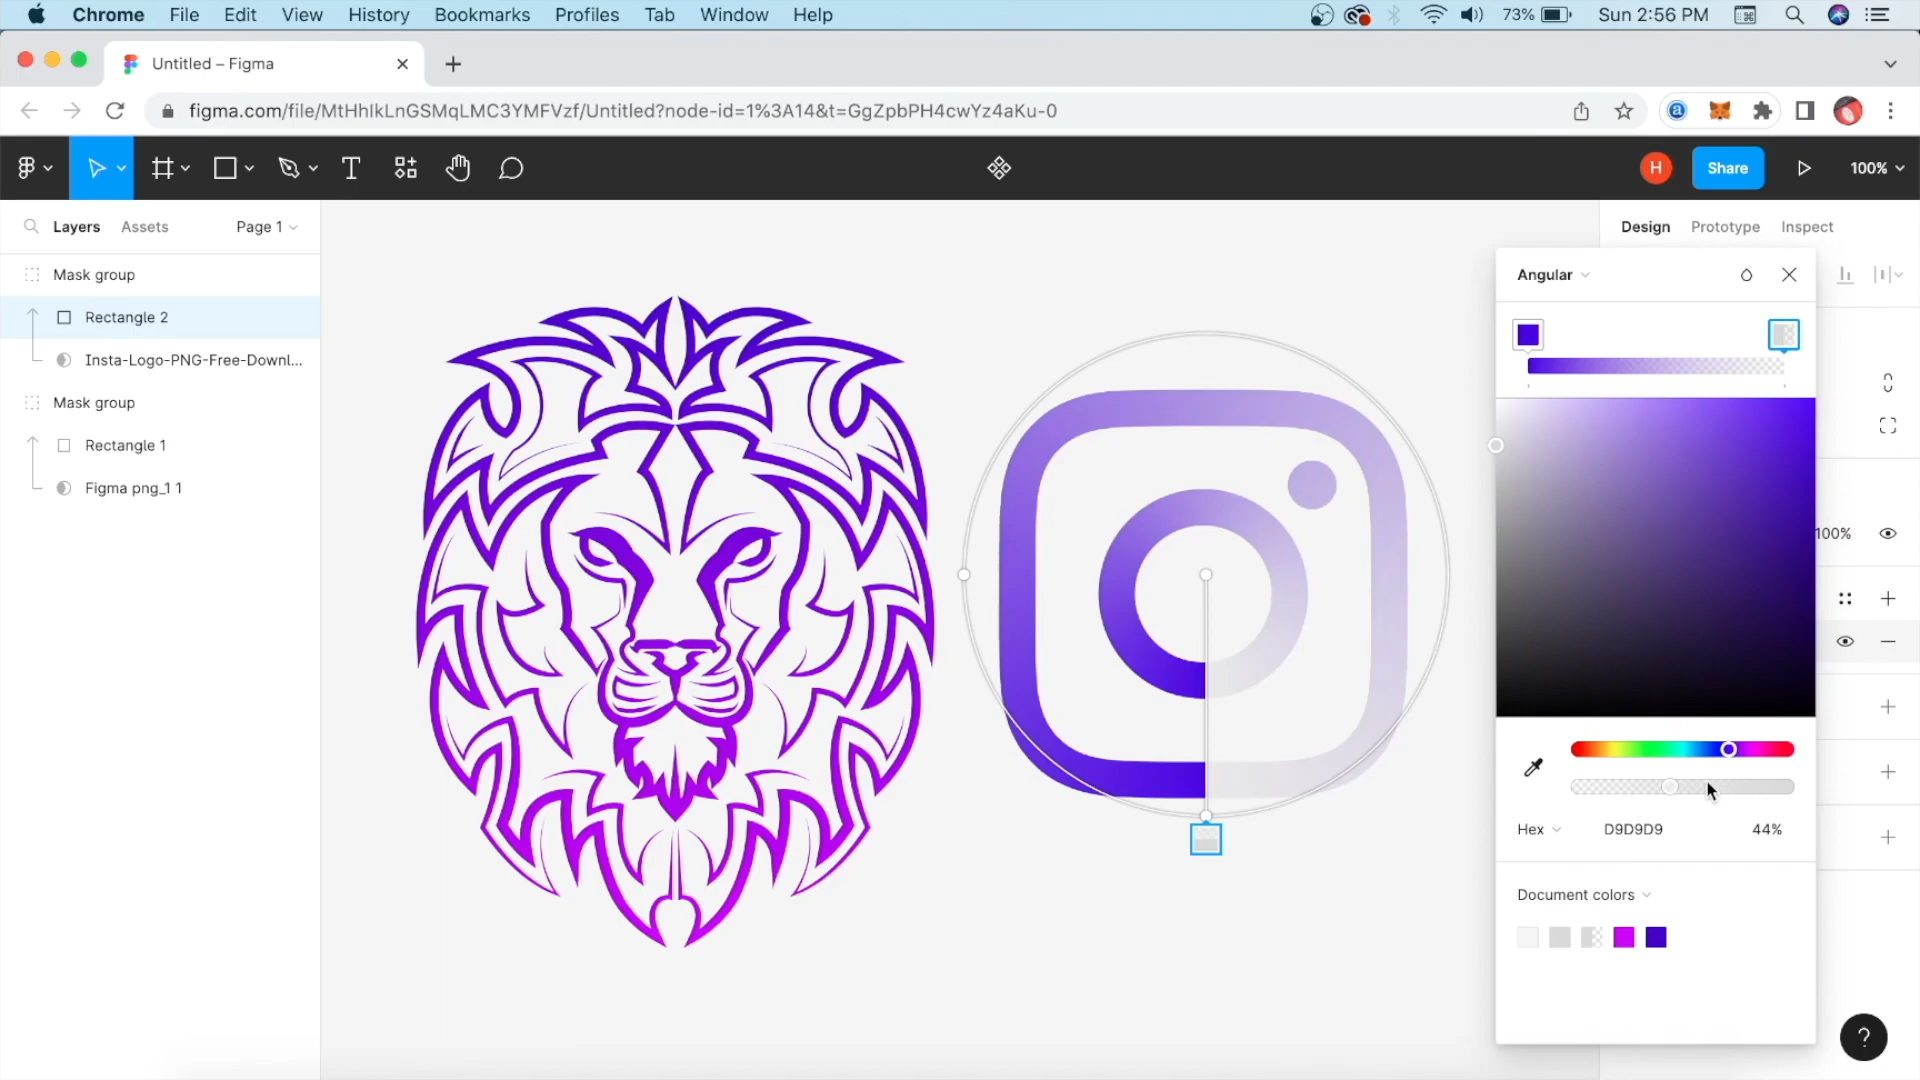 Chrome File Edit View History Bookmarks Profiles Tab Window Help 73% Sun 2:56 PM
Untitled – Figma
figma.com/file/MtHhlkLnGSMqLMC3YMFVzf/Untitled?node-id=1%3A14&t=GgZpbPH4cwYz4aKu-0
H Share 100%
Layers Assets Page 1 Design Prototype Inspect
Mask group
Rectangle 2
Insta-Logo-PNG-Free-Downl...
Mask group
Rectangle 1
Figma png_1 1
Angular
100%
Hex D9D9D9 44%
Document colors
?